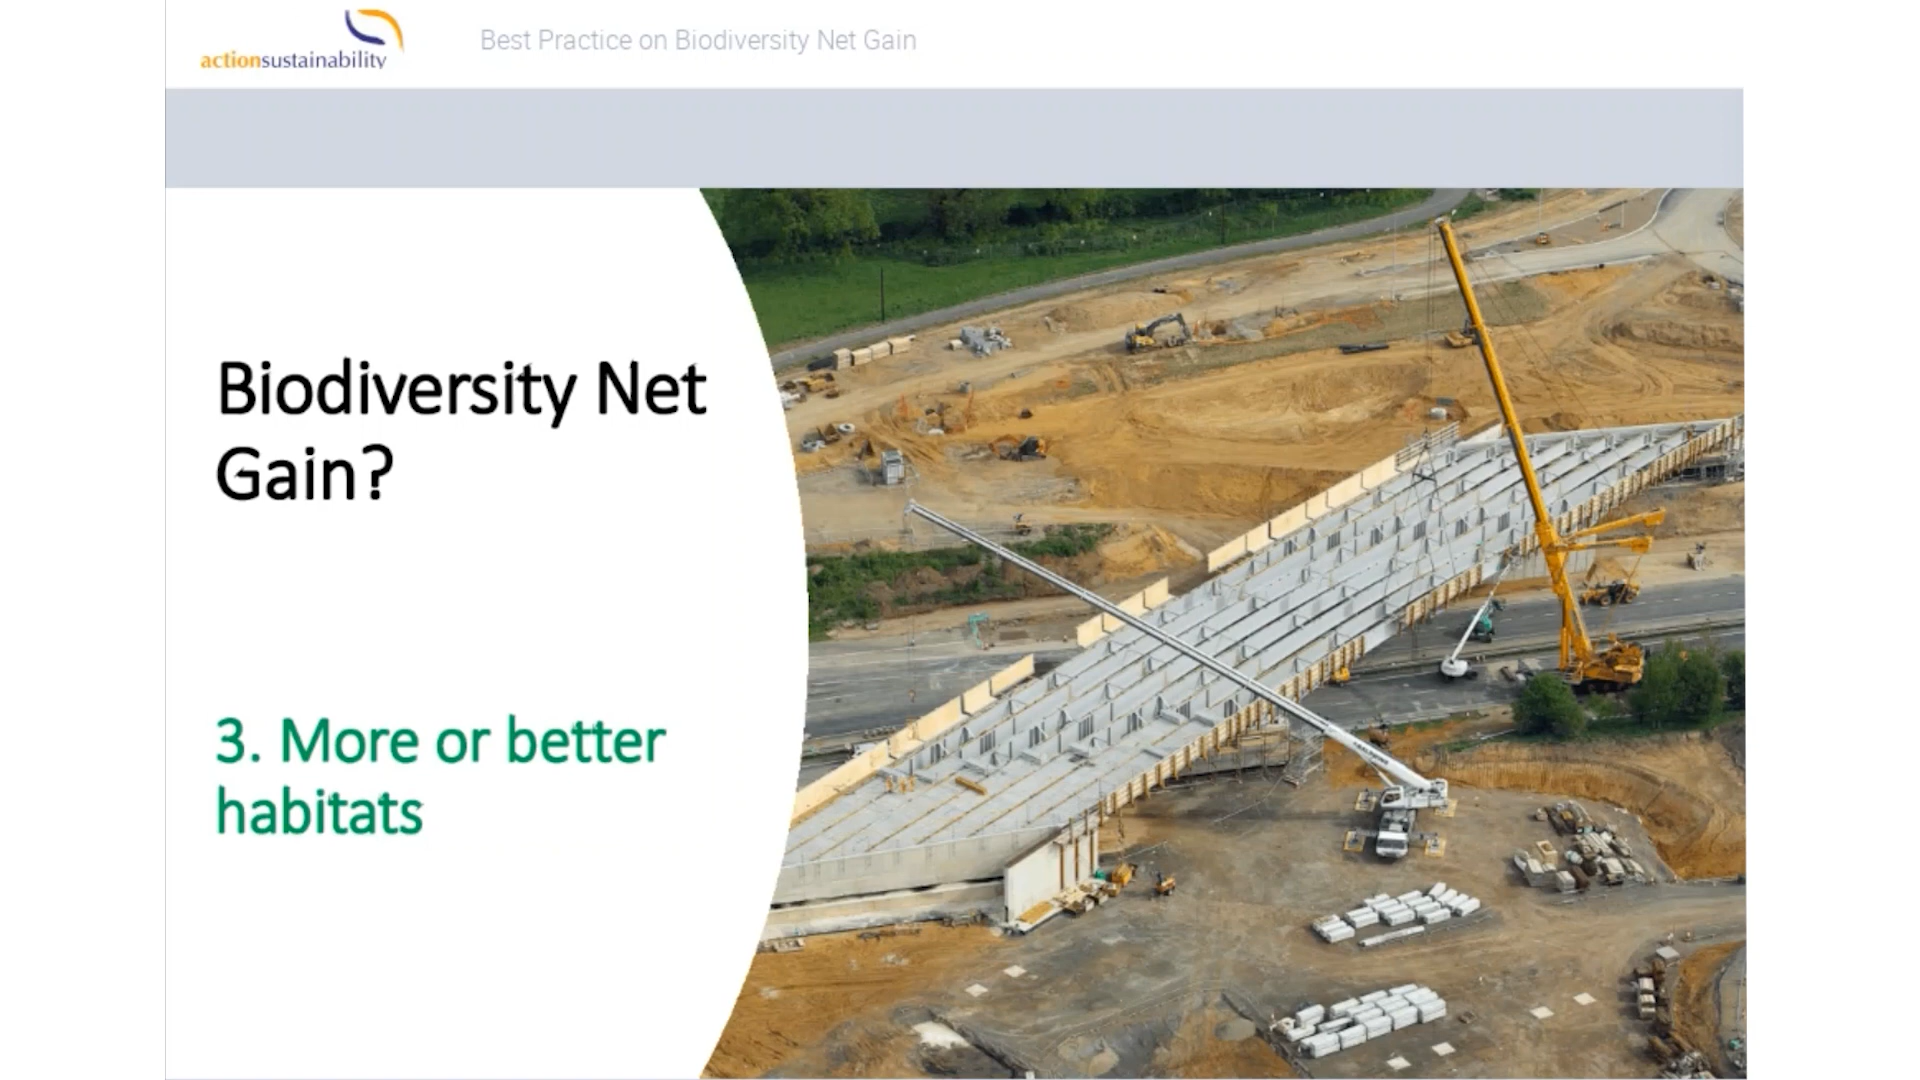 actionsustainability
Best Practice on Biodiversity Net Gain
Biodiversity Net
Gain?
3. More or better
habitats